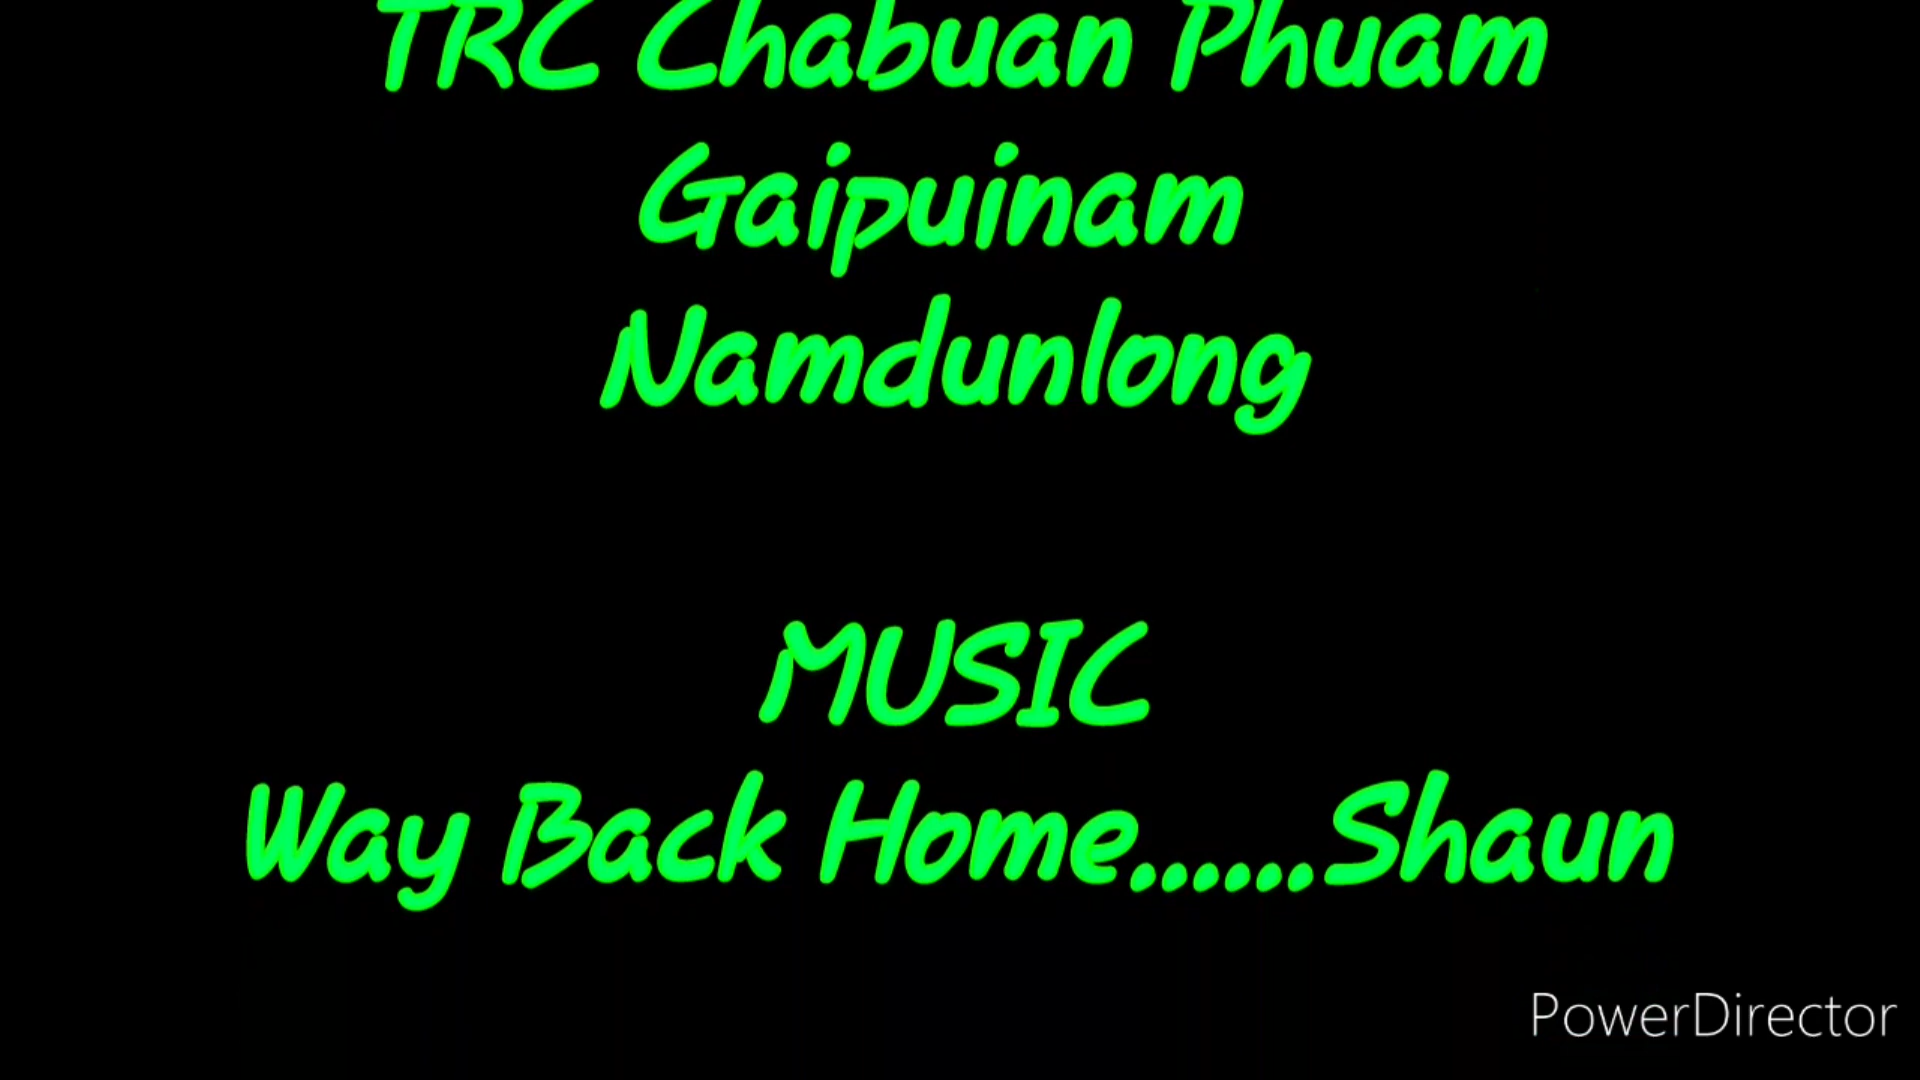 TRC Chabuan Phuam
Gaipuinam
Namdunlong
MUSIC
Way Back Home......Shaun
PowerDirector